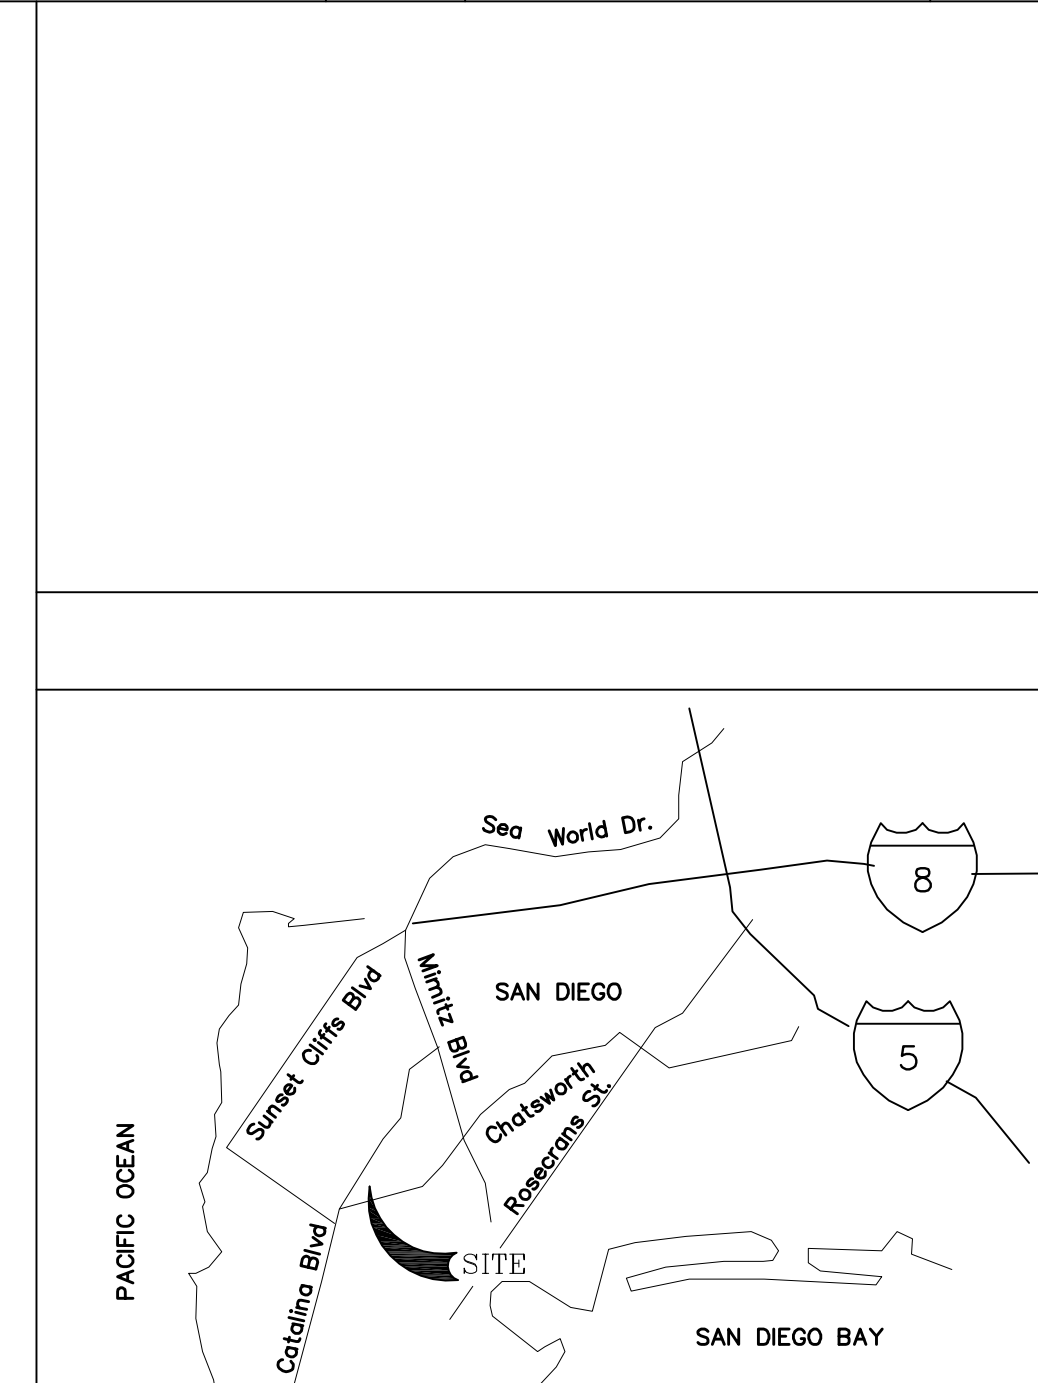 Sea World Dr.
8
Mimitz Blvd
SAN DIEGO
Sunset Cliffs Blvd
5
Chatsworth
Rosecrans St.
PACIFIC OCEAN
Catalina Blvd
SITE
SAN DIEGO BAY